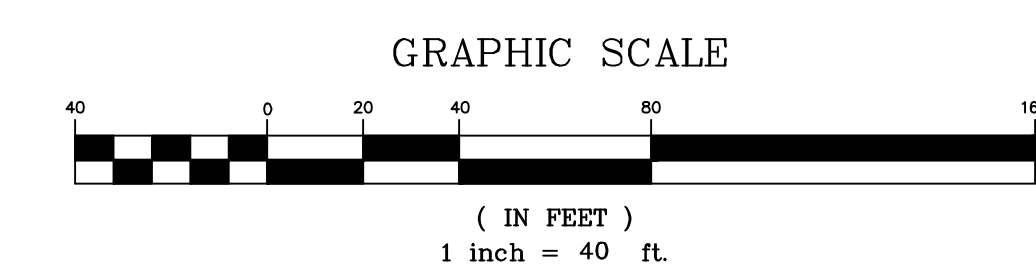 GRAPHIC SCALE
40 0 20 40 80
( IN FEET )
1 inch = 40 ft.